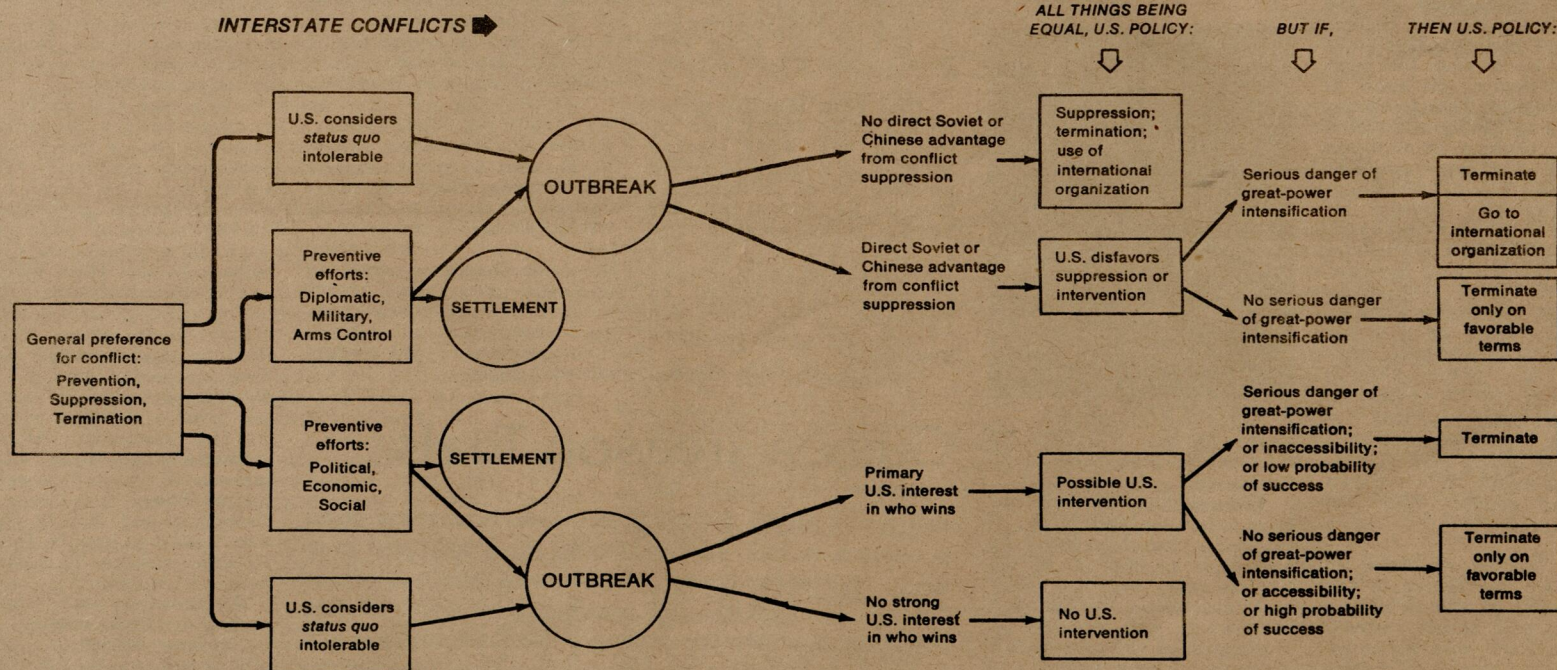 INTERSTATE CONFLICTS
ALL THINGS BEING
EQUAL, U.S. POLICY:
BUT IF,
THEN U.S. POLICY:
General preference
for conflict:
Prevention,
Suppression,
Termination
U.S. considers
status quo
intolerable
Preventive
efforts:
Diplomatic,
Military,
Arms Control
OUTBREAK
SETTLEMENT
No direct Soviet or
Chinese advantage
from conflict
suppression
Suppression;
termination;
use of
international
organization
Direct Soviet or
Chinese advantage
from conflict
suppression
U.S. disfavors
suppression or
intervention
Serious danger of
great-power
intensification
Terminate
Go to
international
organization
No serious danger
of great-power
intensification
Terminate
only on
favorable
terms
Preventive
efforts:
Political,
Economic,
Social
SETTLEMENT
U.S. considers
status quo
intolerable
OUTBREAK
Primary
U.S. interest
in who wins
Possible U.S.
intervention
Serious danger of
great-power
intensification;
or inaccessibility;
or low probability
of success
Terminate
No serious danger
of great-power
intensification;
or accessibility;
or high probability
of success
Terminate
only on
favorable
terms
No strong
U.S. interest
in who wins
No U.S.
intervention